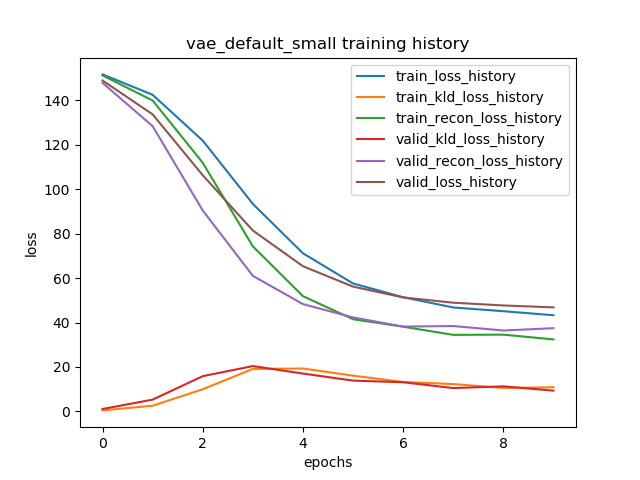 vae_default_small training history
train_loss_history
train_kld_loss_history
train_recon_loss_history
valid_kld_loss_history
valid_recon_loss_history
valid_loss_history
loss
140
120
100
80
60
40
20
0
0 2 4 6 8
epochs